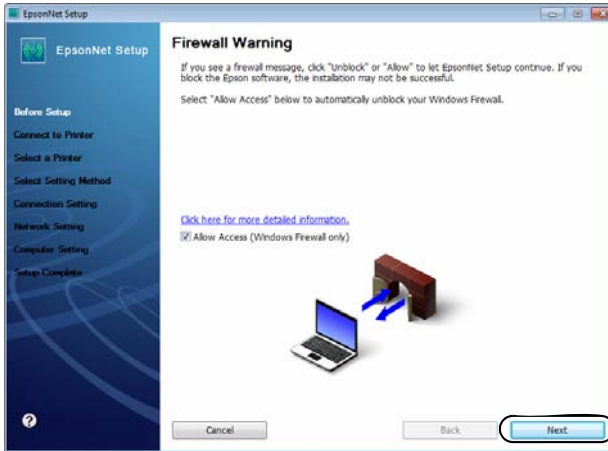 EpsonNet Setup
EpsonNet Setup
Before Setup
Connect to Printer
Select a Printer
Select Setting Method
Connection Setting
Network Setting
Computer Setting
Setup Complete
?
Firewall Warning
If you see a firewall message, click "Unblock" or "Allow" to let EpsonNet Setup continue. If you
block the Epson software, the installation may not be successful.
Select "Allow Access" below to automatically unblock your Windows Firewall.
Click here for more detailed information.
Allow Access (Windows Firewall only)
Cancel
Back
Next